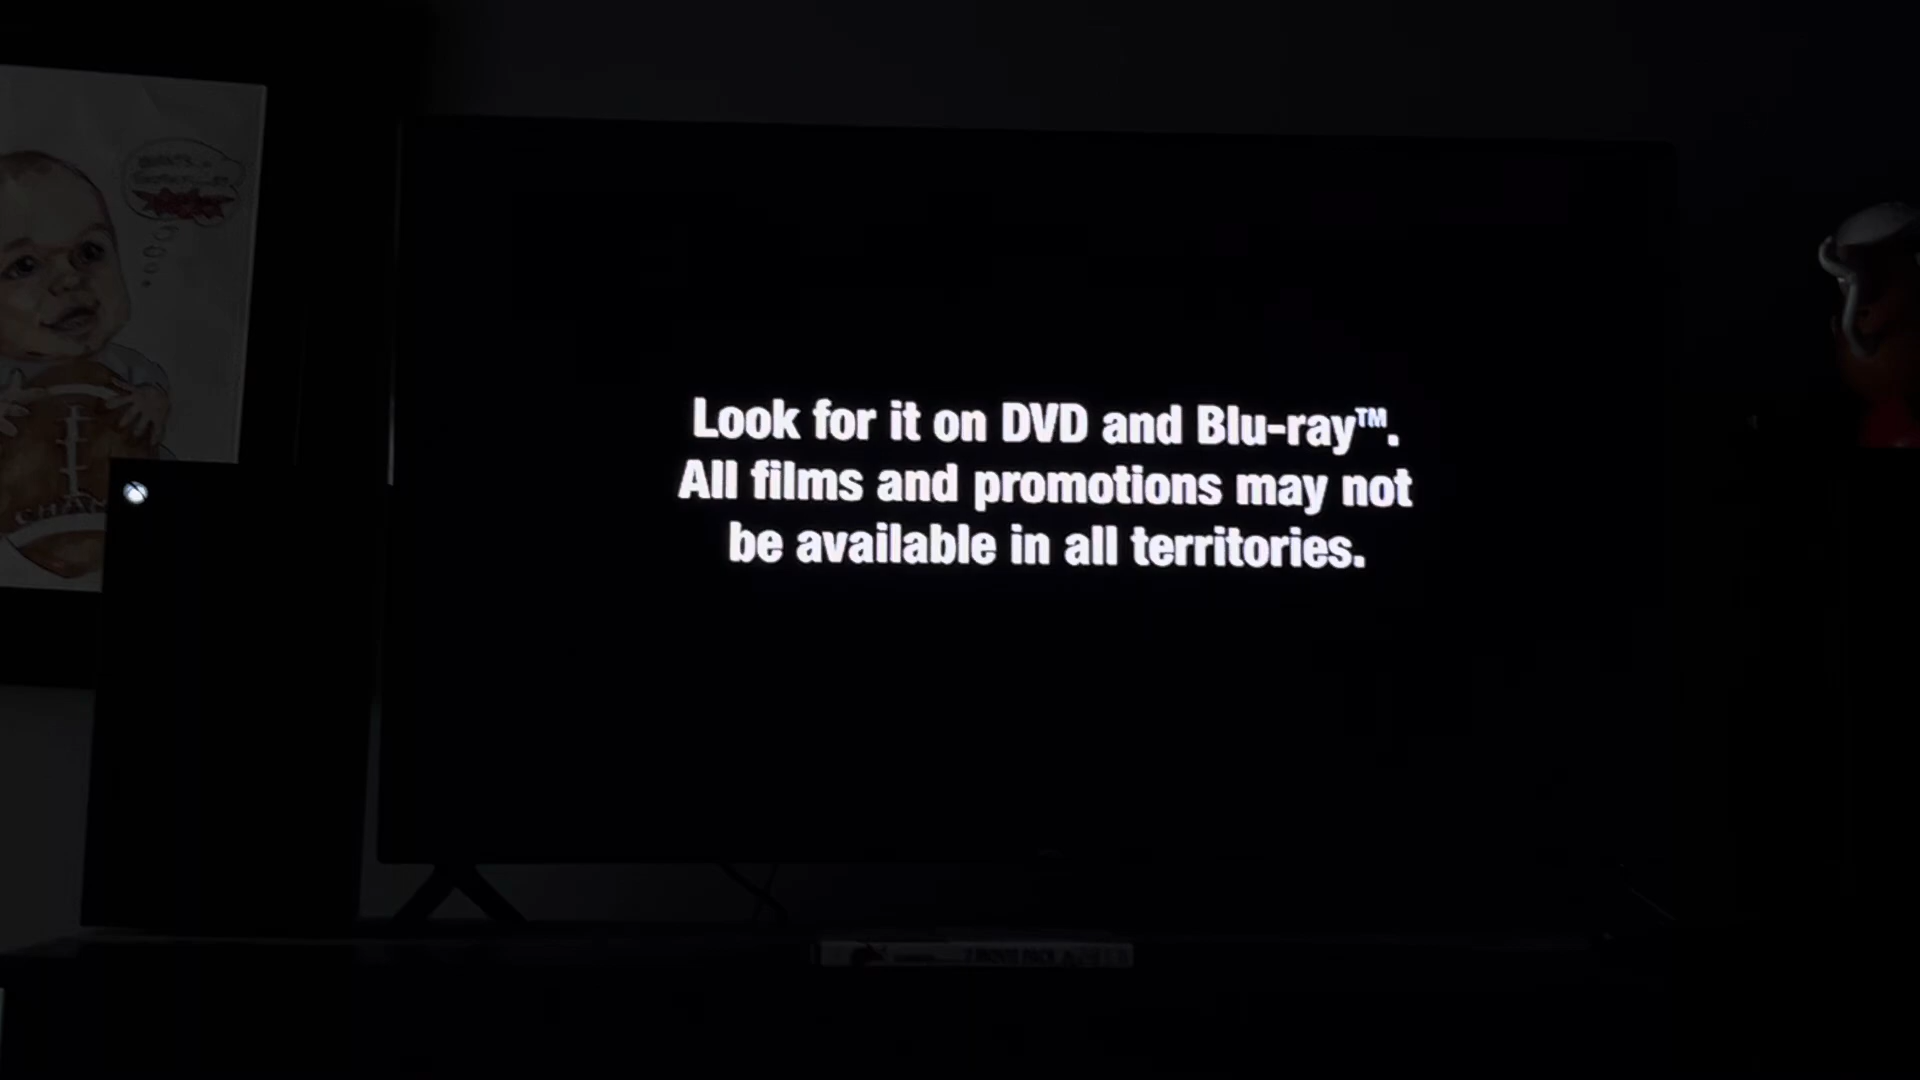 Look for it on DVD and Blu-ray™.
All films and promotions may not
be available in all territories.